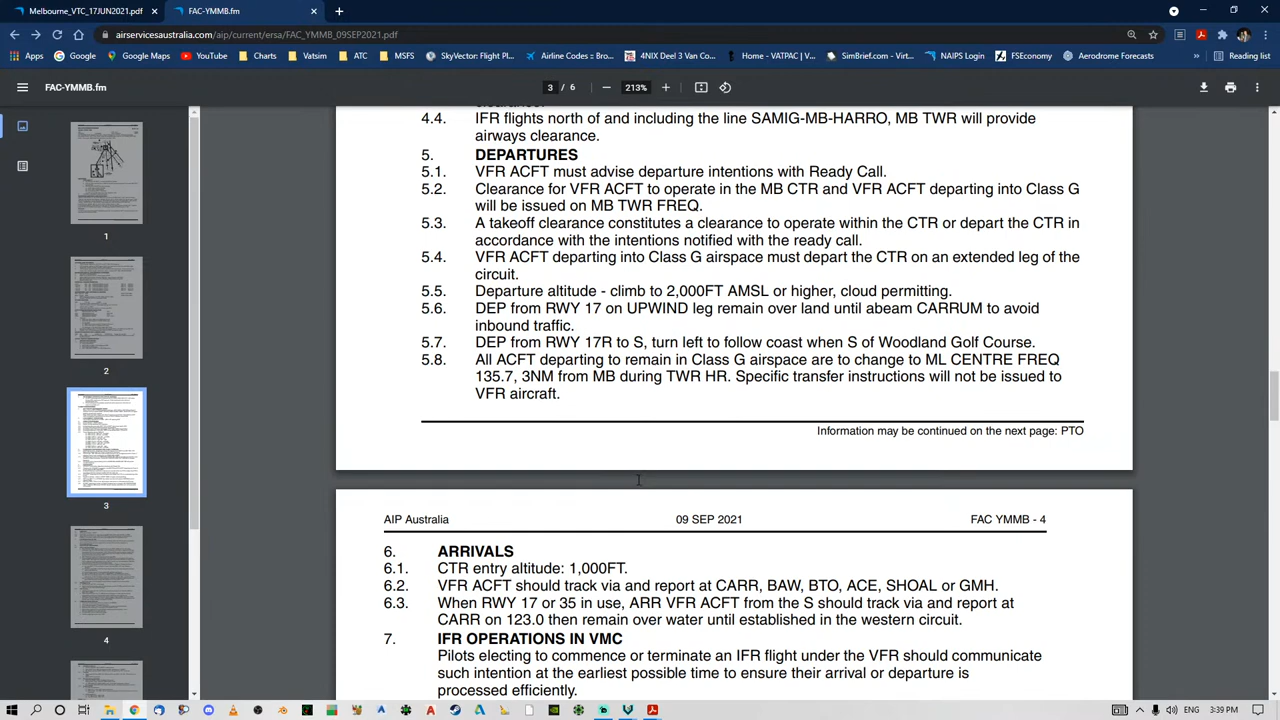 Melbourne_VTC_17JUN2021.pdf
FAC-YMMB.fm
airservicesaustralia.com/aip/current/ersa/FAC_YMMB_09SEP2021.pdf
Apps
Google Maps
YouTube
Charts
Vatsim
ATC
MSFS
SkyVector: Flight Pl...
Airline Codes :: Bro...
4NIX Deel 3 Van Co...
Home - VATPAC | V...
SimBrief.com - Virt...
NAIPS Login
FSEconomy
Aerodrome Forecasts
Reading list
FAC-YMMB.fm
3 / 6
213%
4.4. IFR flights north of and including the line SAMIG-MB-HARRO, MB TWR will provide
airways clearance.
5. DEPARTURES
5.1. VFR ACFT must advise departure intentions with Ready Call.
5.2. Clearance for VFR ACFT to operate in the MB CTR and VFR ACFT departing into Class G
will be issued on MB TWR FREQ.
5.3. A takeoff clearance constitutes a clearance to operate within the CTR or depart the CTR in
accordance with the intentions notified with the ready call.
5.4. VFR ACFT departing into Class G airspace must depart the CTR on an extended leg of the
circuit.
5.5. Departure altitude - climb to 2,000FT AMSL or higher, cloud permitting.
5.6. DEP from RWY 17 on UPWIND leg remain over land until abeam CARRUM to avoid
inbound traffic.
5.7. DEP from RWY 17L to S, turn left to follow coast when S of Woodland Golf Course.
5.8. All ACFT departing to remain in Class G airspace are to change to ML CENTRE FREQ
135.7, 3NM from MB during TWR HR. Specific transfer instructions will not be issued to
VFR aircraft.
Information may be continued on the next page: PTO
AIP Australia
09 SEP 2021
FAC YMMB - 4
6. ARRIVALS
6.1. CTR entry altitude: 1,000FT.
6.2. VFR ACFT should track via and report at CARR, BAW, BTO, ACE, SHOAL or GMH.
6.3. When RWY 17 or 35 in use, ARR VFR ACFT from the S should track via and report at
CARR on 123.0 then remain over water until established in the western circuit.
7. IFR OPERATIONS IN VMC
Pilots electing to commence or terminate an IFR flight under the VFR should communicate
such intention at the earliest possible time to ensure their arrival or departure is
processed efficiently.
1
2
3
4
ENG
3:39 PM